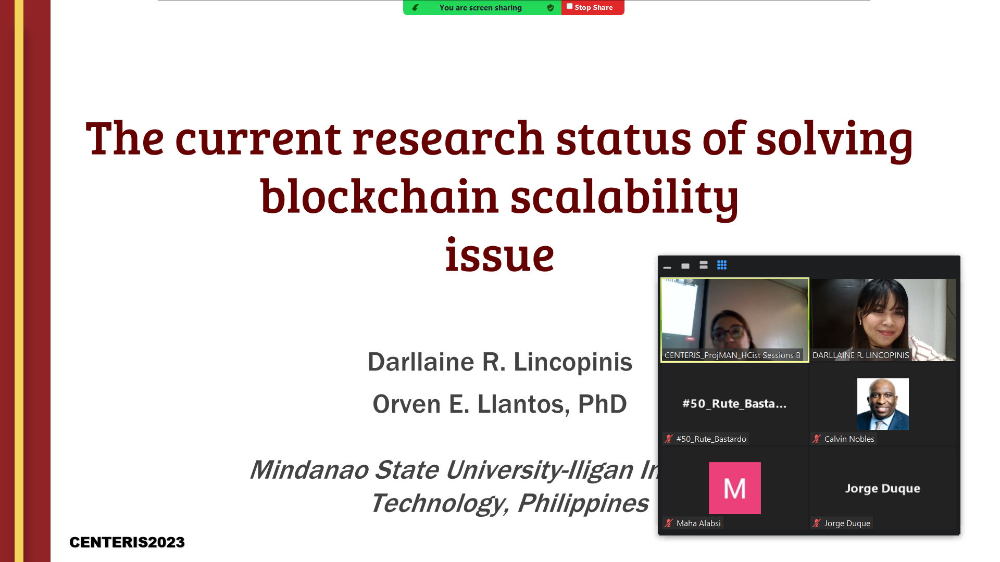 You are screen sharing
Stop Share
The current research status of solving
blockchain scalability
issue
Darllaine R. Lincopinis
Orven E. Llantos, PhD
Mindanao State University-Iligan In
Technology, Philippines
CENTERIS2023
solving
CENTERIS_ProjMAN_HCist Sessions B
DARLLAINE R. LINCOPINIS
#50_Rute_Basta...
#50_Rute_Bastardo
Calvin Nobles
M
Maha Alabsi
Jorge Duque
Jorge Duque